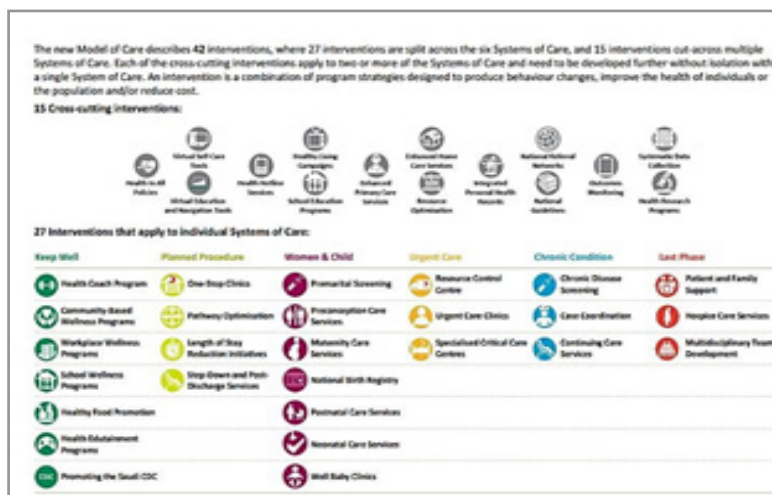 The new Model of Care describes 42 interventions, where 27 interventions are split across the six Systems of Care, and 15 interventions cut-across multiple
Systems of Care. Each of the cross-cutting interventions apply to two or more of the Systems of Care and need to be developed further without isolation with
a single System of Care. An intervention is a combination of program strategies designed to produce behaviour changes, improve the health of individuals or
the population and/or reduce cost.
15 Cross-cutting interventions:
Virtual Self-Care
Tools
Healthy Living
Campaigns
Enhanced Home
Care Services
National Referral
Networks
Systematic Data
Collection
Health in All
Policies
Health Hotline
Services
Enhanced
Primary Care
Services
Integrated
Personal Health
Records
Outcomes
Monitoring
Virtual Education
and Navigation Tools
School Education
Programs
Resource
Optimisation
National
Guidelines
Health Research
Programs
27 Interventions that apply to individual Systems of Care:
Keep Well
Planned Procedure
Women & Child
Urgent Care
Chronic Condition
Last Phase
Health Coach Program
One-Stop Clinics
Premarital Screening
Resource Control
Centre
Chronic Disease
Screening
Patient and Family
Support
Community-Based
Wellness Programs
Pathway Optimisation
Preconception Care
Services
Urgent Care Clinics
Case Coordination
Hospice Care Services
Workplace Wellness
Programs
Length of Stay
Reduction Initiatives
Maternity Care
Services
Specialised Critical Care
Centres
Continuing Care
Services
Multidisciplinary Team
Development
School Wellness
Programs
Step-Down and Post-
Discharge Services
National Birth Registry
Healthy Food Promotion
Postnatal Care Services
Health Edutainment
Programs
Neonatal Care Services
CDC
Promoting the Saudi CDC
Well Baby Clinics